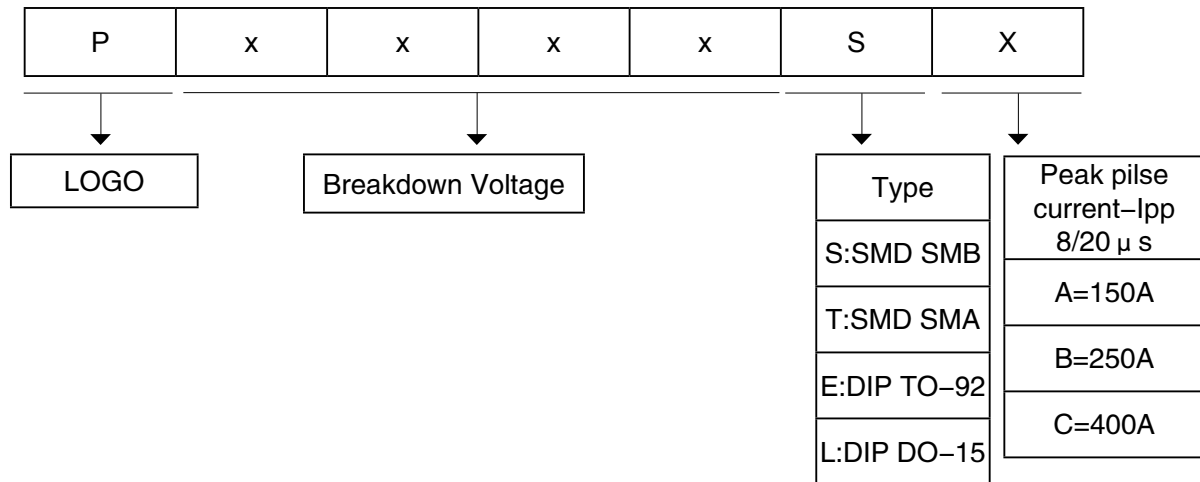 P x x x x S X
LOGO
Breakdown Voltage
Type
S:SMD SMB
T:SMD SMA
E:DIP TO−92
L:DIP DO−15
Peak pilse
current−Ipp
8/20 μ s
A=150A
B=250A
C=400A